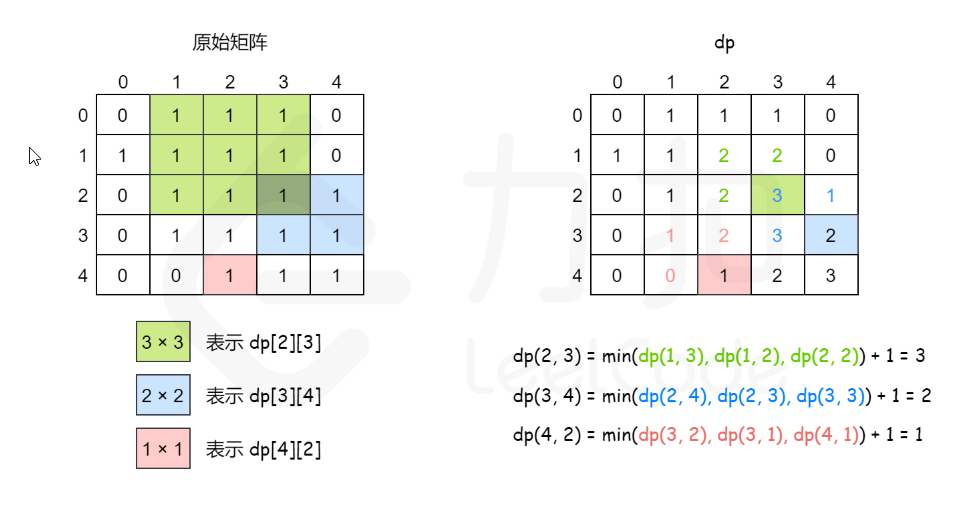 原始矩阵
0 1 2 3 4
0 0 1 1 1 0
1 1 1 1 1 0
2 0 1 1 1 1
3 0 1 1 1 1
4 0 0 1 1 1
3 × 3 表示 dp[2][3]
2 × 2 表示 dp[3][4]
1 × 1 表示 dp[4][2]
dp
0 1 2 3 4
0 0 1 1 1 0
1 1 1 2 2 0
2 0 1 2 3 1
3 0 1 2 3 2
4 0 0 1 2 3
dp(2, 3) = min(dp(1, 3), dp(1, 2), dp(2, 2)) + 1 = 3
dp(3, 4) = min(dp(2, 4), dp(2, 3), dp(3, 3)) + 1 = 2
dp(4, 2) = min(dp(3, 2), dp(3, 1), dp(4, 1)) + 1 = 1
力扣
LeetCode